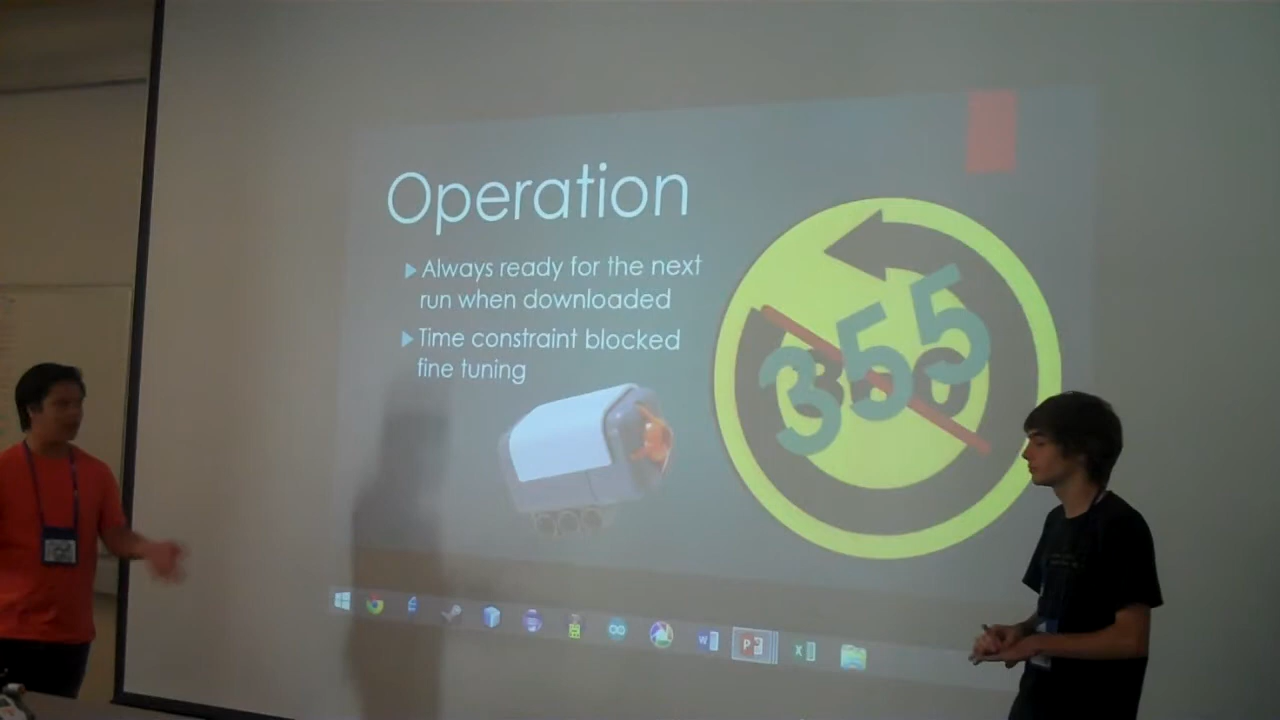 Operation
Always ready for the next
run when downloaded
Time constraint blocked
fine tuning
355